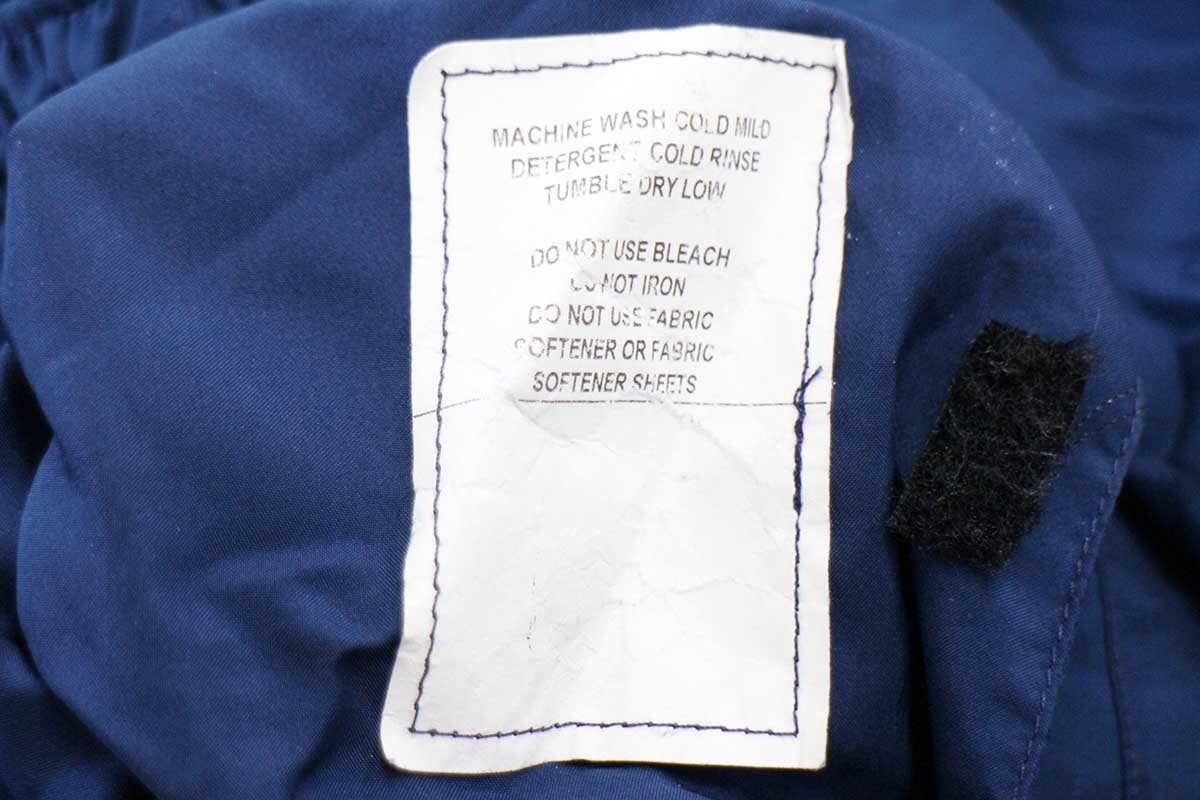 MACHINE WASH COLD MILD
DETERGENT COLD RINSE
TUMBLE DRY LOW
DO NOT USE BLEACH
DO NOT IRON
DO NOT USE FABRIC
SOFTENER OR FABRIC
SOFTENER SHEETS